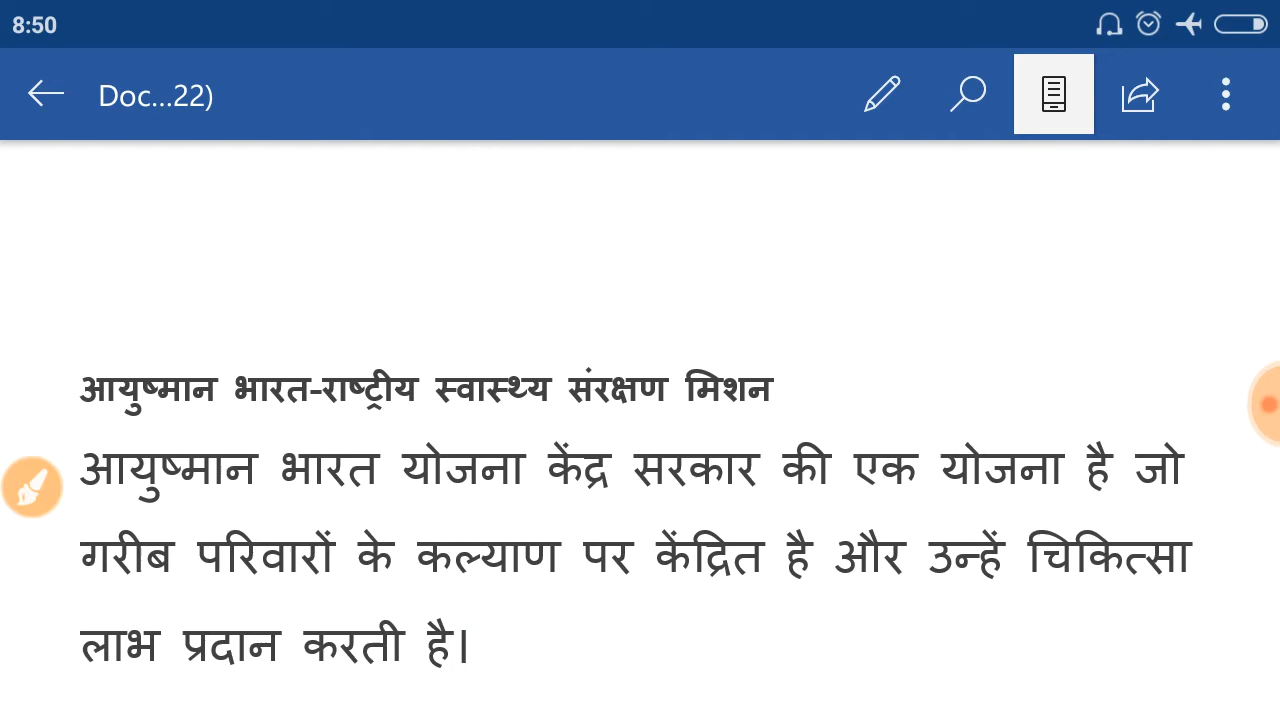 8:50
Doc...22)
आयुष्मान भारत-राष्ट्रीय स्वास्थ्य संरक्षण मिशन
आयुष्मान भारत योजना केंद्र सरकार की एक योजना है जो
गरीब परिवारों के कल्याण पर केंद्रित है और उन्हें चिकित्सा
लाभ प्रदान करती है।